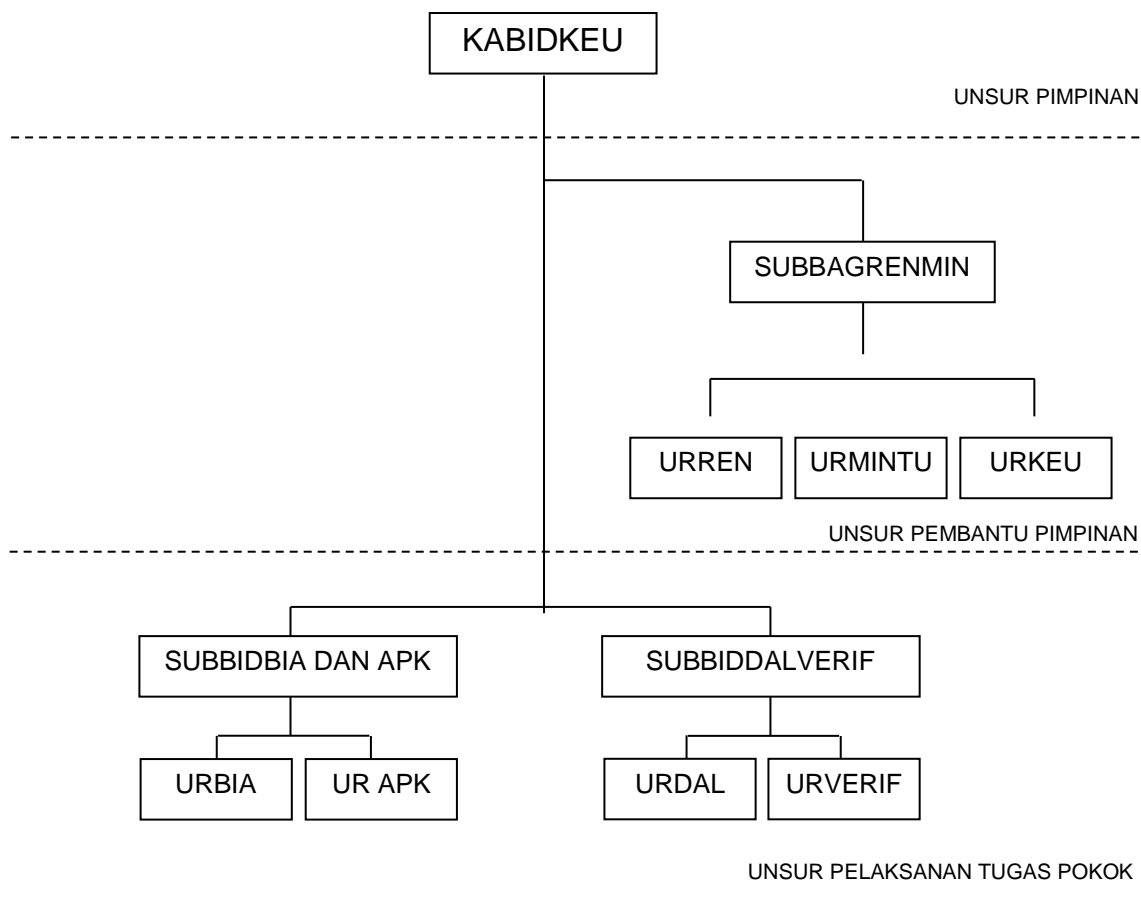 KABIDKEU
UNSUR PIMPINAN
SUBBAGRENMIN
URREN URMINTU URKEU
UNSUR PEMBANTU PIMPINAN
SUBBIDBIA DAN APK SUBBIDDALVERIF
URBIA UR APK URDAL URVERIF
UNSUR PELAKSANAN TUGAS POKOK